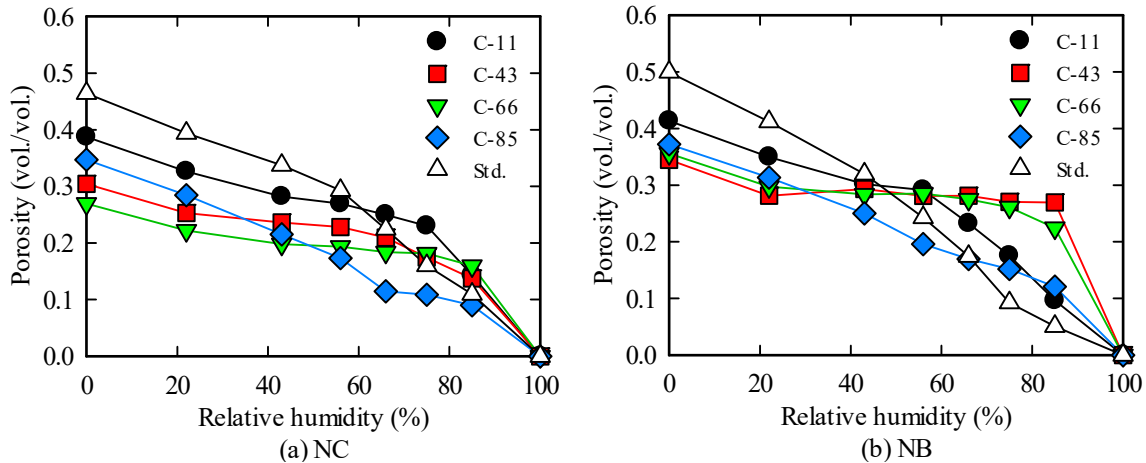 0.6
0.5
0.4
0.3
0.2
0.1
0.0
Porosity (vol./vol.)
C-11
C-43
C-66
C-85
Std.
0 20 40 60 80 100
Relative humidity (%)
(a) NC
0.6
0.5
0.4
0.3
0.2
0.1
0.0
Porosity (vol./vol.)
C-11
C-43
C-66
C-85
Std.
0 20 40 60 80 100
Relative humidity (%)
(b) NB